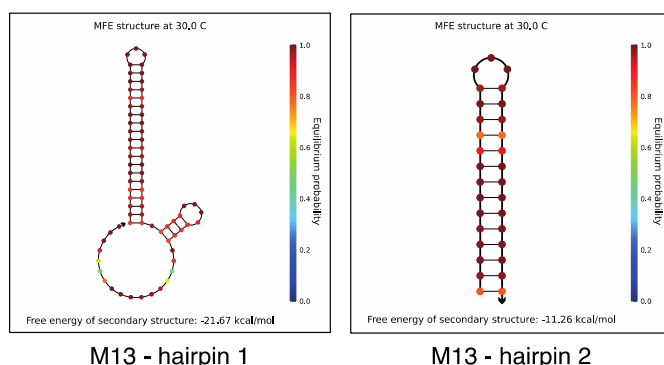 MFE structure at 30.0 C
1.0
0.8
0.6
0.4
0.2
0.0
Equilibrium probability
Free energy of secondary structure: -21.67 kcal/mol
M13 - hairpin 1
MFE structure at 30.0 C
1.0
0.8
0.6
0.4
0.2
0.0
Equilibrium probability
Free energy of secondary structure: -11.26 kcal/mol
M13 - hairpin 2